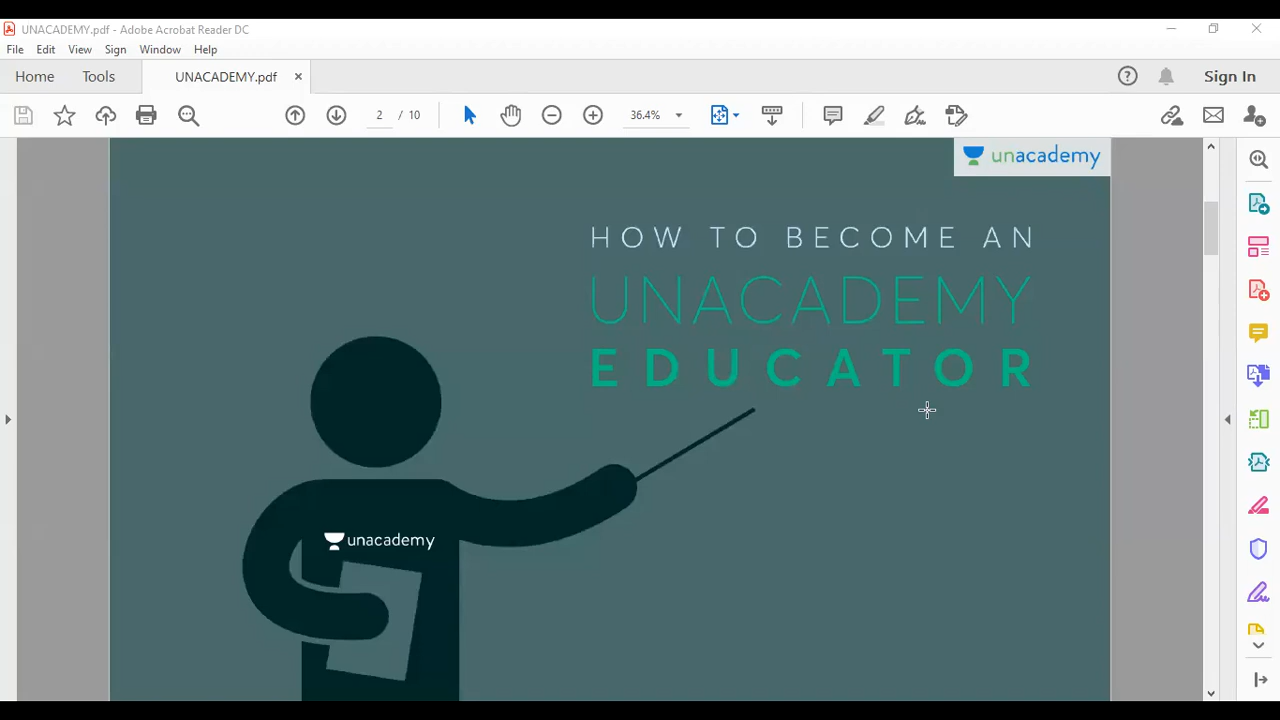 UNACADEMY.pdf - Adobe Acrobat Reader DC
File Edit View Sign Window Help
Home Tools UNACADEMY.pdf Sign In
2 / 10 36.4%
unacademy
HOW TO BECOME AN
UNACADEMY
EDUCATOR
unacademy